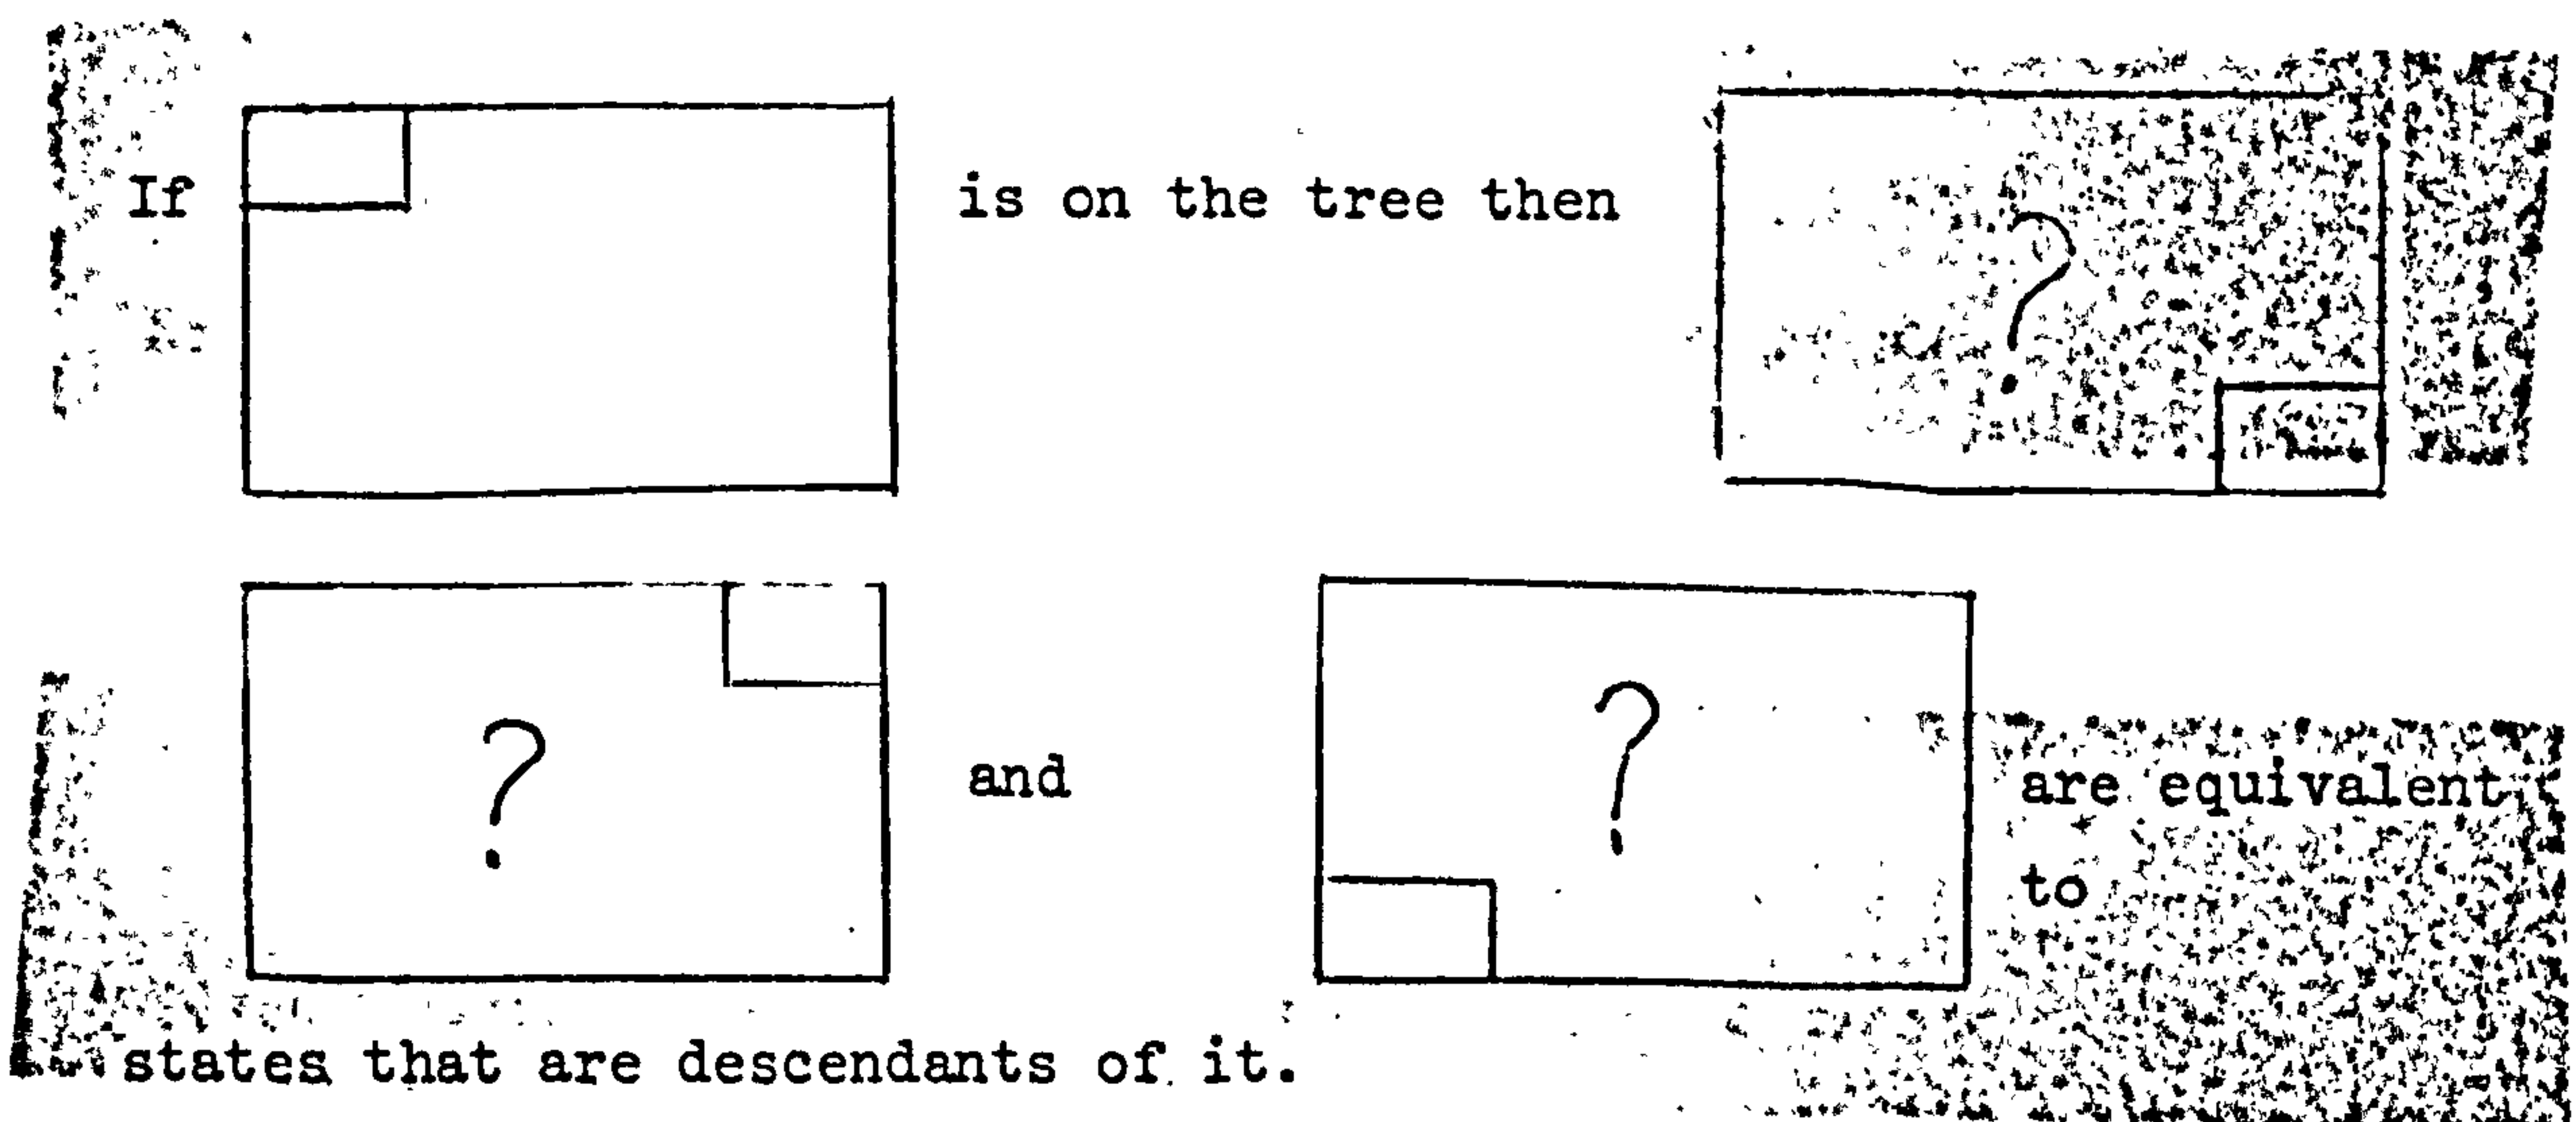 If is on the tree then ?
? and ? are equivalent
to
states that are descendants of it.